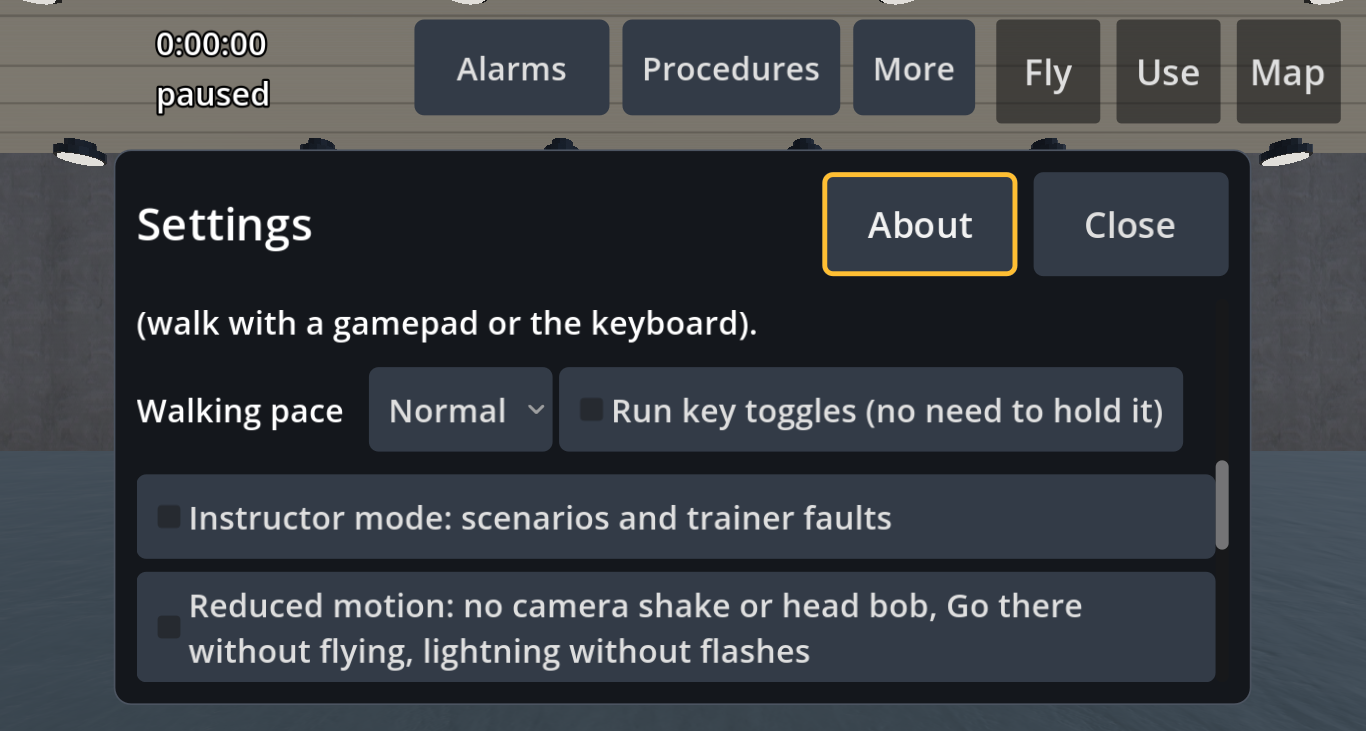 0:00:00
paused
Alarms
Procedures
More
Fly
Use
Map
Settings
About
Close
(walk with a gamepad or the keyboard).
Walking pace
Normal
Run key toggles (no need to hold it)
Instructor mode: scenarios and trainer faults
Reduced motion: no camera shake or head bob, Go there
without flying, lightning without flashes